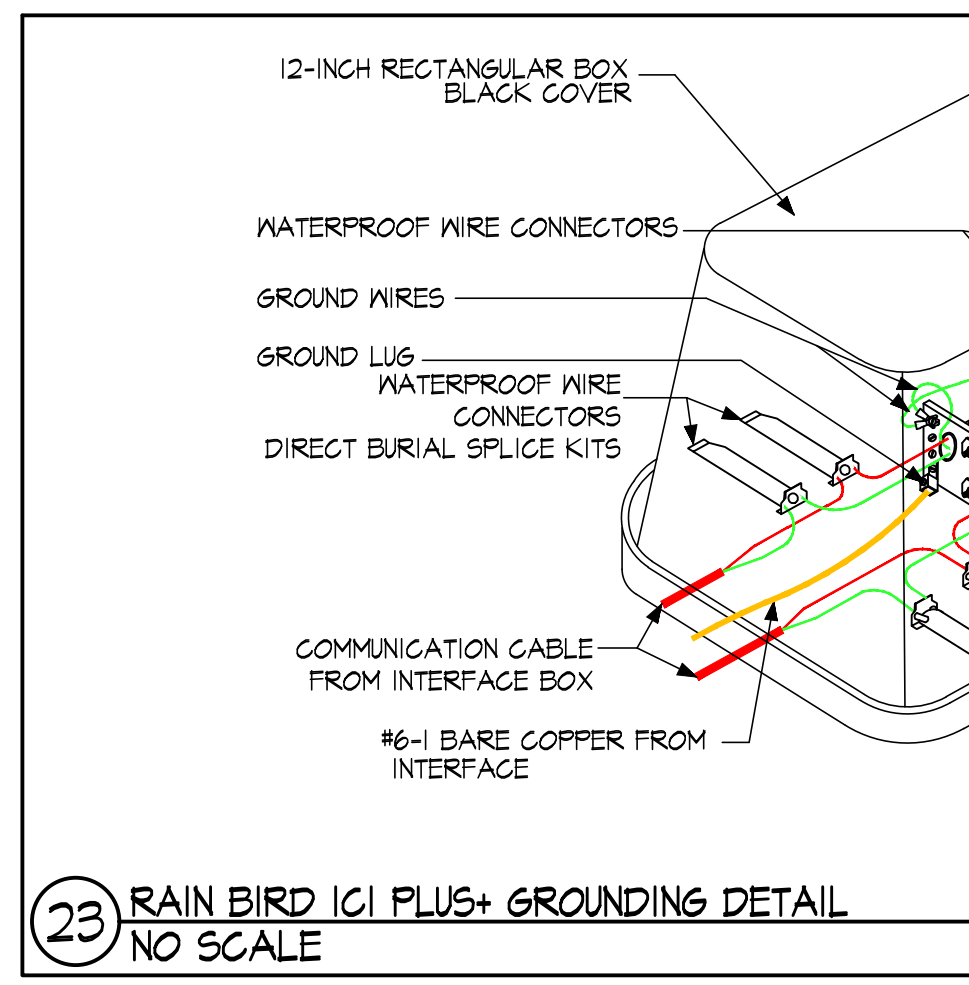 12-INCH RECTANGULAR BOX
BLACK COVER
WATERPROOF WIRE CONNECTORS
GROUND WIRES
GROUND LUG
WATERPROOF WIRE
CONNECTORS
DIRECT BURIAL SPLICE KITS
COMMUNICATION CABLE
FROM INTERFACE BOX
#6-1 BARE COPPER FROM
INTERFACE
23
RAIN BIRD ICI PLUS+ GROUNDING DETAIL
NO SCALE